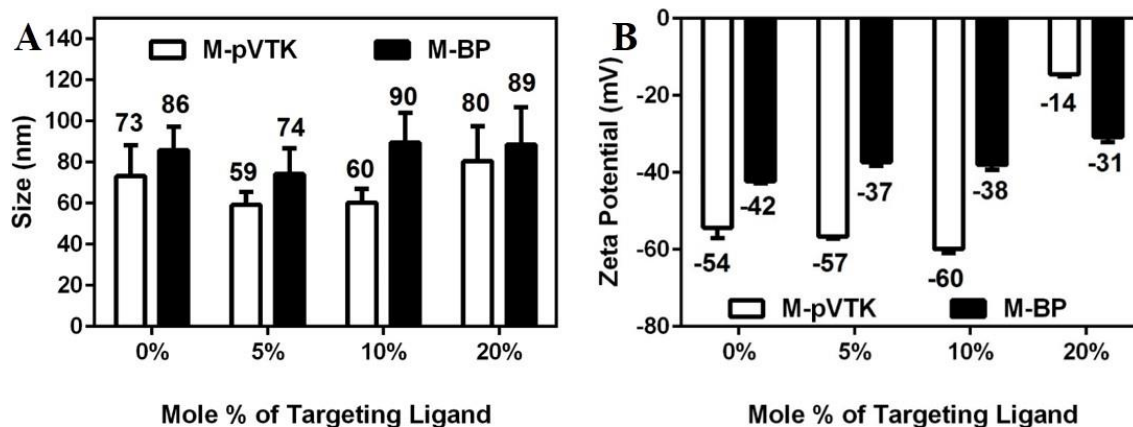 A
Size (nm)
140
120
100
80
60
40
20
0
M-pVTK M-BP
73 86 59 74 60 90 80 89
0% 5% 10% 20%
Mole % of Targeting Ligand
B
Zeta Potential (mV)
0
-20
-40
-60
-80
-54 -42 -57 -37 -60 -38 -14 -31
M-pVTK M-BP
0% 5% 10% 20%
Mole % of Targeting Ligand